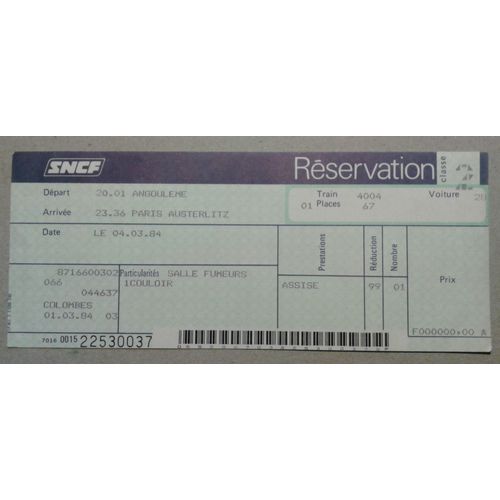 SNCF Réservation classe 2
Départ 20.01 ANGOULEME Train 4004 Voiture
Arrivée 23.36 PARIS AUSTERLITZ 01 Places 67
Date LE 04.03.84 Prestations Réduction Nombre
Prix
8716600302 Particularités SALLE FUMEURS
066 1COULOIR ASSISE 99 01
044637
COLOMBES
01.03.84 03
F000000.00 A
7016 0015 22530037